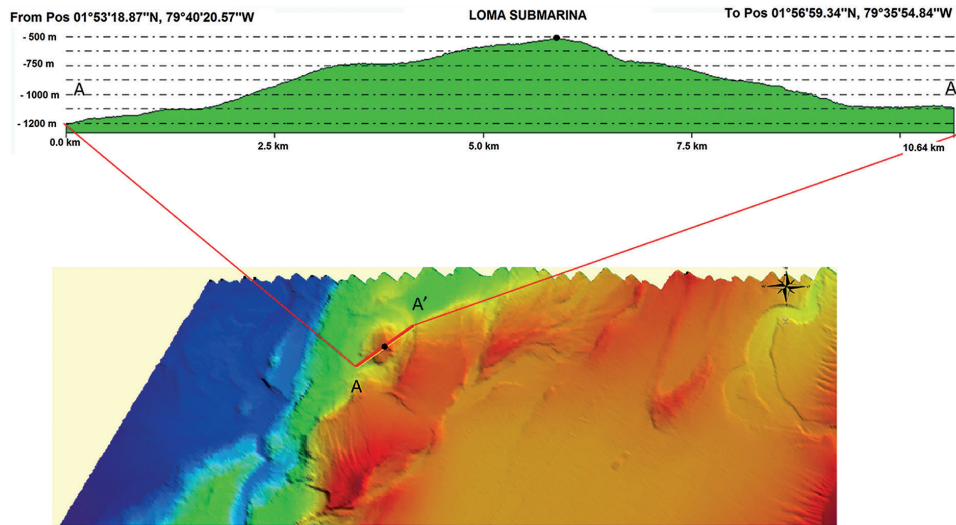 From Pos 01°53'18.87"N, 79°40'20.57"W
LOMA SUBMARINA
To Pos 01°56'59.34"N, 79°35'54.84"W
- 500 m
- 750 m
- 1000 m
- 1200 m
A
A
0.0 km
2.5 km
5.0 km
7.5 km
10.64 km
A'
A